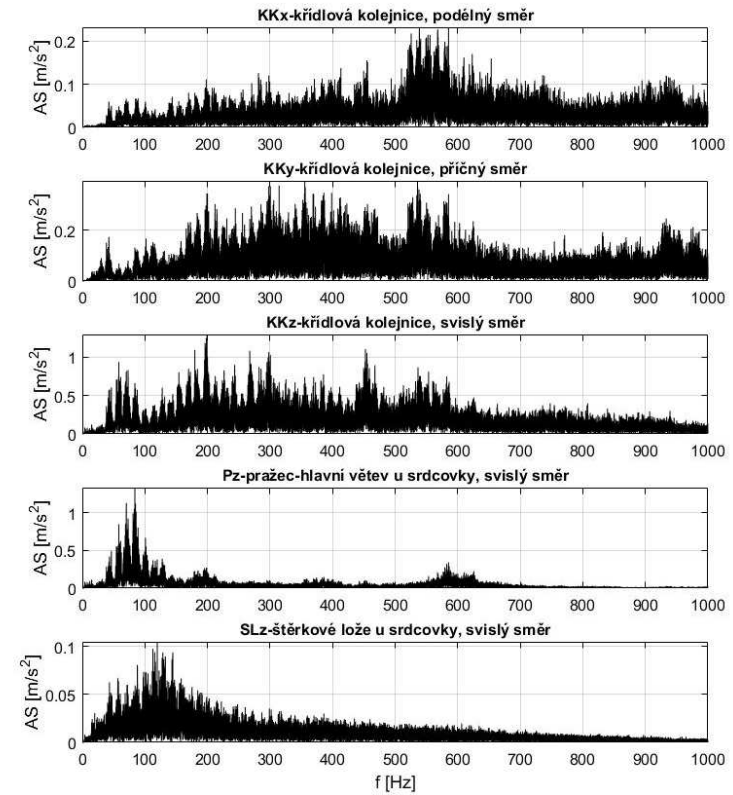 KKx-křídlová kolejnice, podélný směr
AS [m/s²]
0.2
0.1
0
0 100 200 300 400 500 600 700 800 900 1000
KKy-křídlová kolejnice, příčný směr
AS [m/s²]
0.2
0
0 100 200 300 400 500 600 700 800 900 1000
KKz-křídlová kolejnice, svislý směr
AS [m/s²]
1
0.5
0
0 100 200 300 400 500 600 700 800 900 1000
Pz-pražec-hlavní větev u srdcovky, svislý směr
AS [m/s²]
1
0.5
0
0 100 200 300 400 500 600 700 800 900 1000
SLz-štěrkové lože u srdcovky, svislý směr
AS [m/s²]
0.1
0.05
0
0 100 200 300 400 500 600 700 800 900 1000
f [Hz]